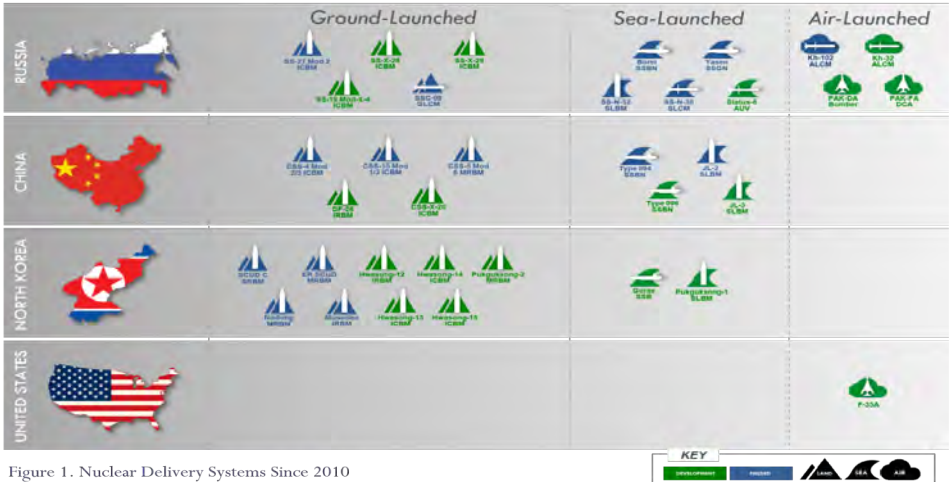 Ground-Launched
Sea-Launched
Air-Launched
RUSSIA
SS-27 Mod 2
ICBM
SS-X-28
ICBM
SS-X-29
ICBM
ICBM
SSC-08
GLCM
Borei
SSBN
Yasen
SSGN
SLBM
SS-N-30
SLCM
Status-6
AUV
Kh-102
ALCM
Kh-32
ALCM
PAK-DA
Bomber
PAK-FA
DCA
CHINA
CSS-4 Mod
2/3 ICBM
CSS-10 Mod
1/2 ICBM
CSS-5 Mod
6 MRBM
DF-26
IRBM
CSS-X-20
ICBM
Type 094
SSBN
JL-2
SLBM
Type 096
SSBN
JL-3
SLBM
NORTH KOREA
SCUD C
SRBM
ER SCUD
MRBM
Hwasong-12
IRBM
Hwasong-14
ICBM
Pukguksong-2
MRBM
Nodong
MRBM
Musudan
IRBM
Hwasong-13
ICBM
Hwasong-15
ICBM
Gorae
SSB
Pukguksong-1
SLBM
UNITED STATES
F-35A
Figure 1. Nuclear Delivery Systems Since 2010
KEY
DEVELOPMENT
LAND
SEA
AIR